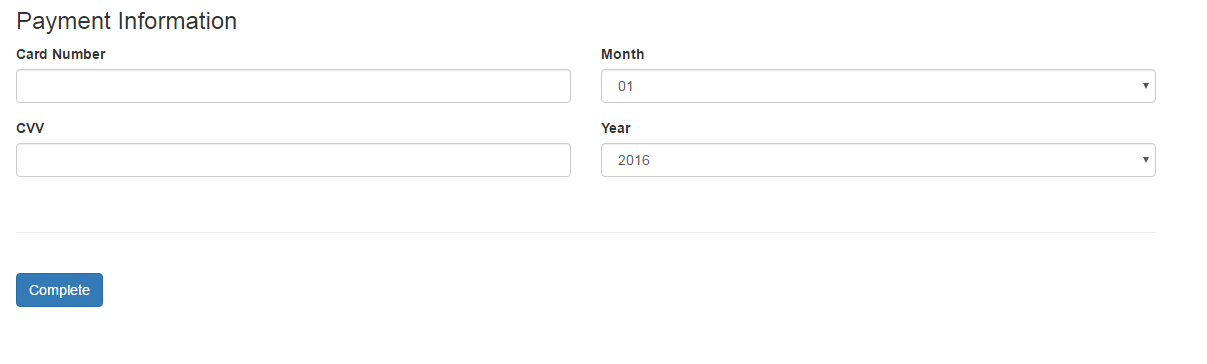 Payment Information
Card Number
Month
01
CVV
Year
2016
Complete